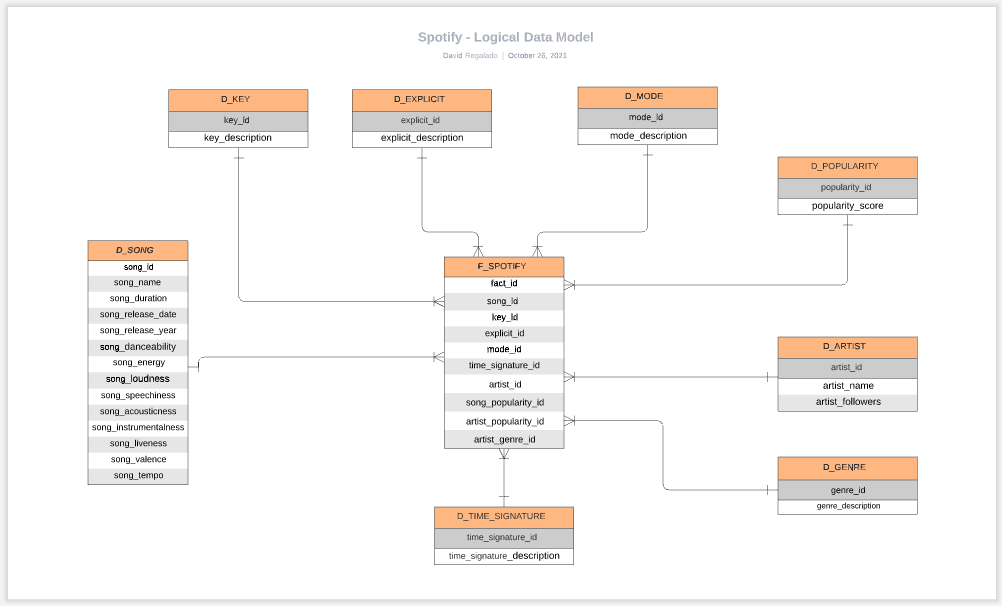 Spotify - Logical Data Model
David Regalado | October 26, 2021
D_KEY
key_id
key_description
D_EXPLICIT
explicit_id
explicit_description
D_MODE
mode_id
mode_description
D_POPULARITY
popularity_id
popularity_score
D_SONG
song_id
song_name
song_duration
song_release_date
song_release_year
song_danceability
song_energy
song_loudness
song_speechiness
song_acousticness
song_instrumentalness
song_liveness
song_valence
song_tempo
F_SPOTIFY
fact_id
song_id
key_id
explicit_id
mode_id
time_signature_id
artist_id
song_popularity_id
artist_popularity_id
artist_genre_id
D_ARTIST
artist_id
artist_name
artist_followers
D_GENRE
genre_id
genre_description
D_TIME_SIGNATURE
time_signature_id
time_signature_description